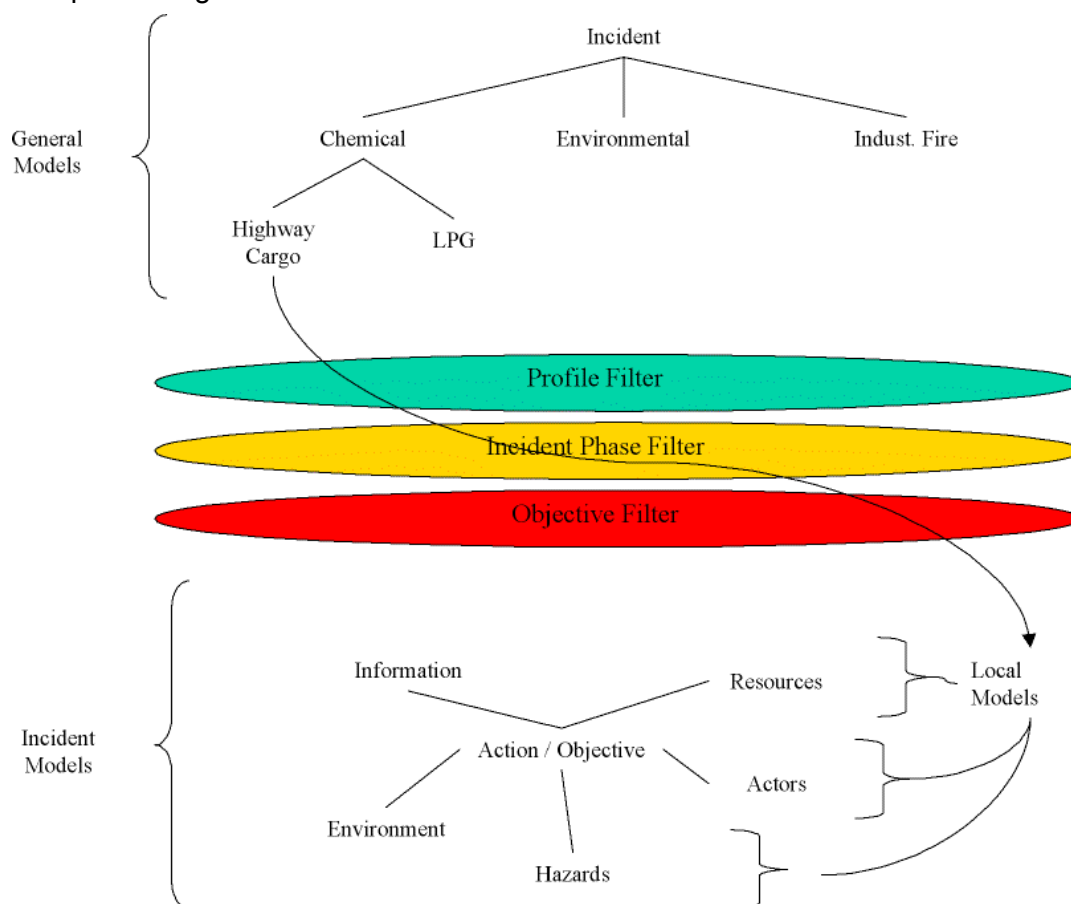 Incident
Chemical
Environmental
Indust. Fire
General
Models
Highway
Cargo
LPG
Profile Filter
Incident Phase Filter
Objective Filter
Information
Resources
Local
Models
Incident
Models
Action / Objective
Actors
Environment
Hazards